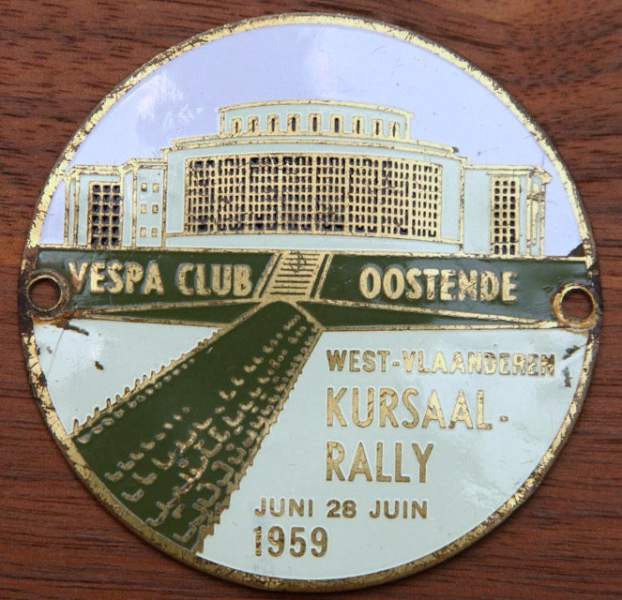 VESPA CLUB OOSTENDE
WEST-VLAANDEREN
KURSAAL-
RALLY
JUNI 28 JUIN
1959